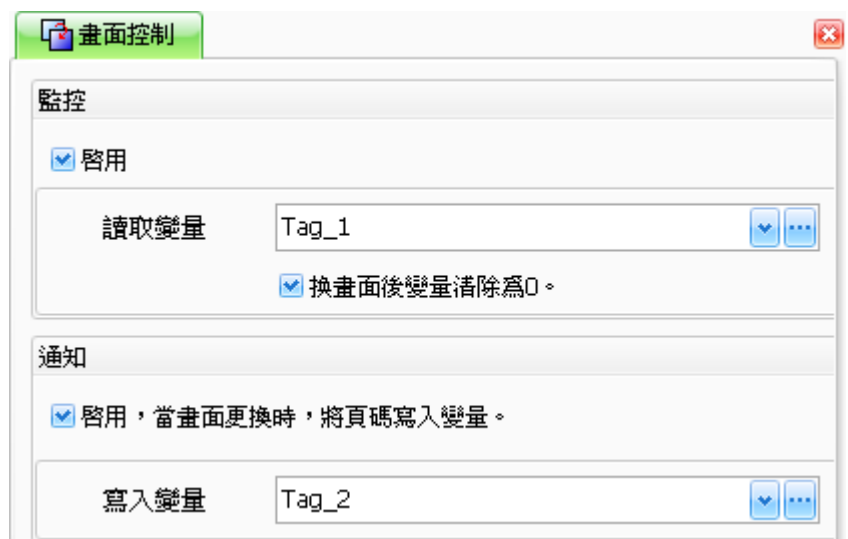 畫面控制
監控
啓用
讀取變量 Tag_1
換畫面後變量清除爲0。
通知
啓用，當畫面更換時，將頁碼寫入變量。
寫入變量 Tag_2